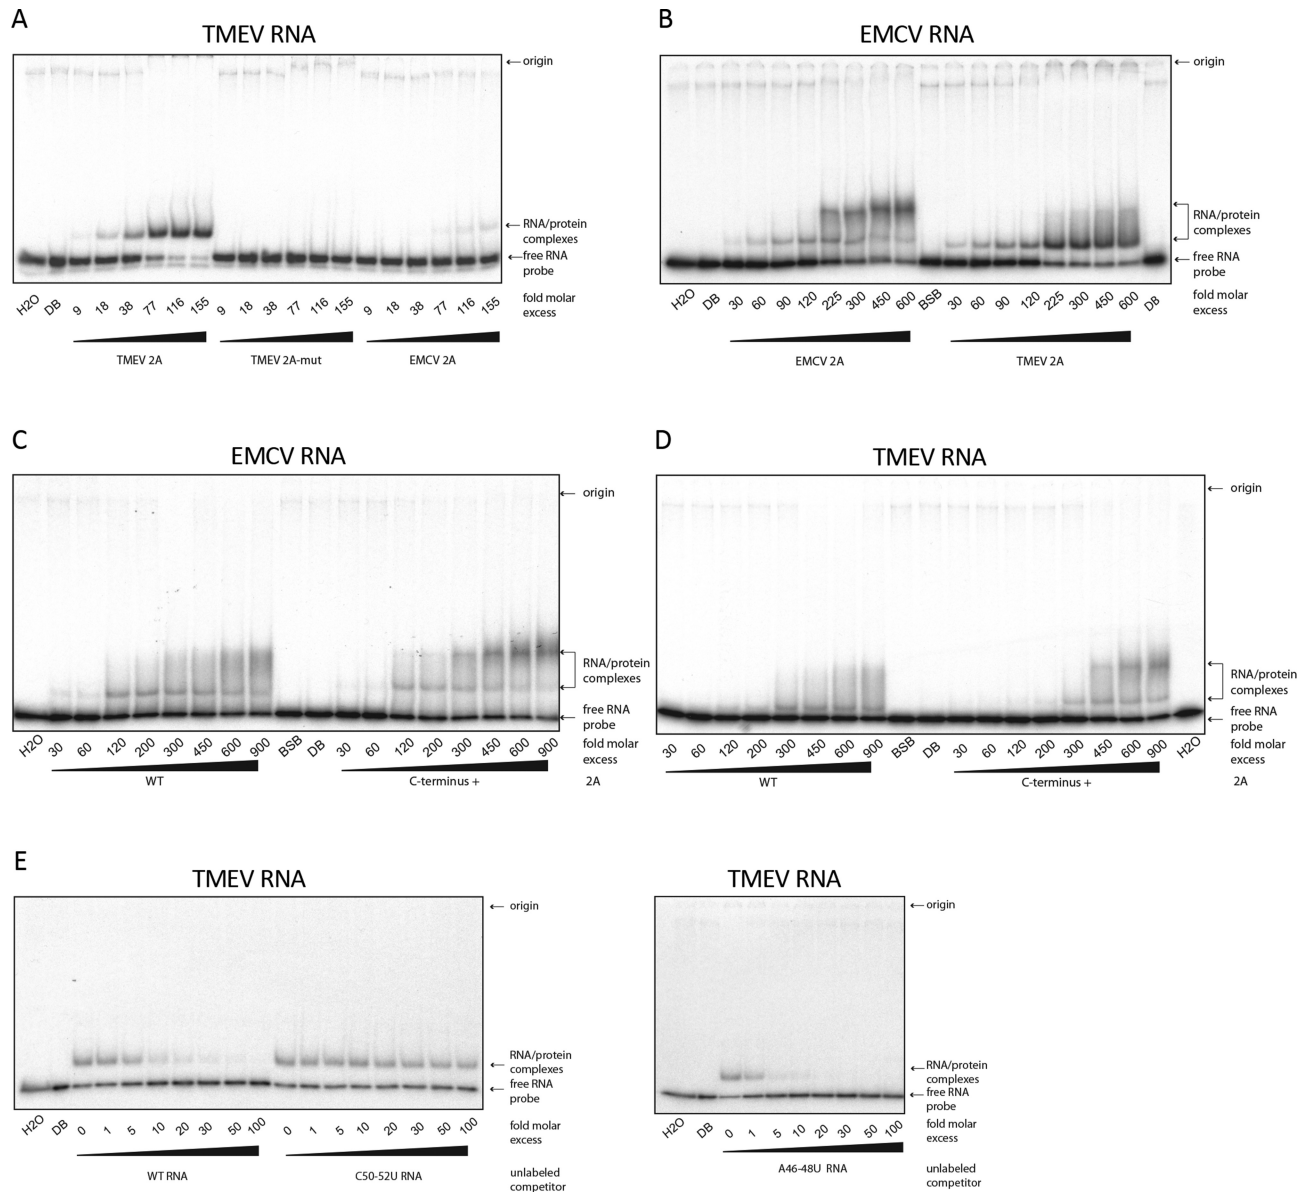 A
TMEV RNA
origin
RNA/protein
complexes
free RNA
probe
H2O DB 9 18 38 77 116 155 9 18 38 77 116 155 9 18 38 77 116 155
fold molar
excess
TMEV 2A TMEV 2A-mut EMCV 2A
B
EMCV RNA
origin
RNA/protein
complexes
free RNA
probe
H2O DB 30 60 90 120 225 300 450 600 BSB 30 60 90 120 225 300 450 600 DB
fold molar
excess
EMCV 2A TMEV 2A
C
EMCV RNA
origin
RNA/protein
complexes
free RNA
probe
H2O 30 60 120 200 300 450 600 900 BSB DB 30 60 120 200 300 450 600 900
fold molar
excess
WT C-terminus + 2A
D
TMEV RNA
origin
RNA/protein
complexes
free RNA
probe
30 60 120 200 300 450 600 900 BSB DB 30 60 120 200 300 450 600 900 H2O
fold molar
excess
WT C-terminus + 2A
E
TMEV RNA
origin
RNA/protein
complexes
free RNA
probe
H2O DB 0 1 5 10 20 30 50 100 0 1 5 10 20 30 50 100
fold molar
excess
WT RNA C50-52U RNA
unlabeled
competitor
TMEV RNA
origin
RNA/protein
complexes
free RNA
probe
H2O DB 0 1 5 10 20 30 50 100
fold molar
excess
A46-48U RNA
unlabeled
competitor